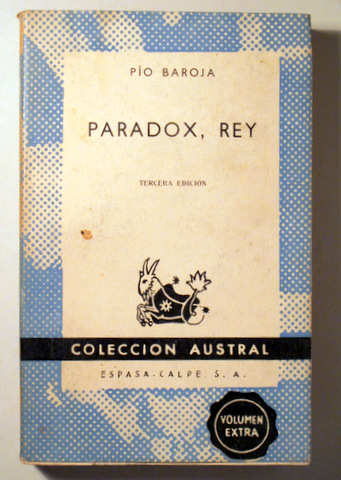 PÍO BAROJA
PARADOX, REY
TERCERA EDICIÓN
COLECCION AUSTRAL
ESPASA-CALPE, S. A.
VOLUMEN
EXTRA